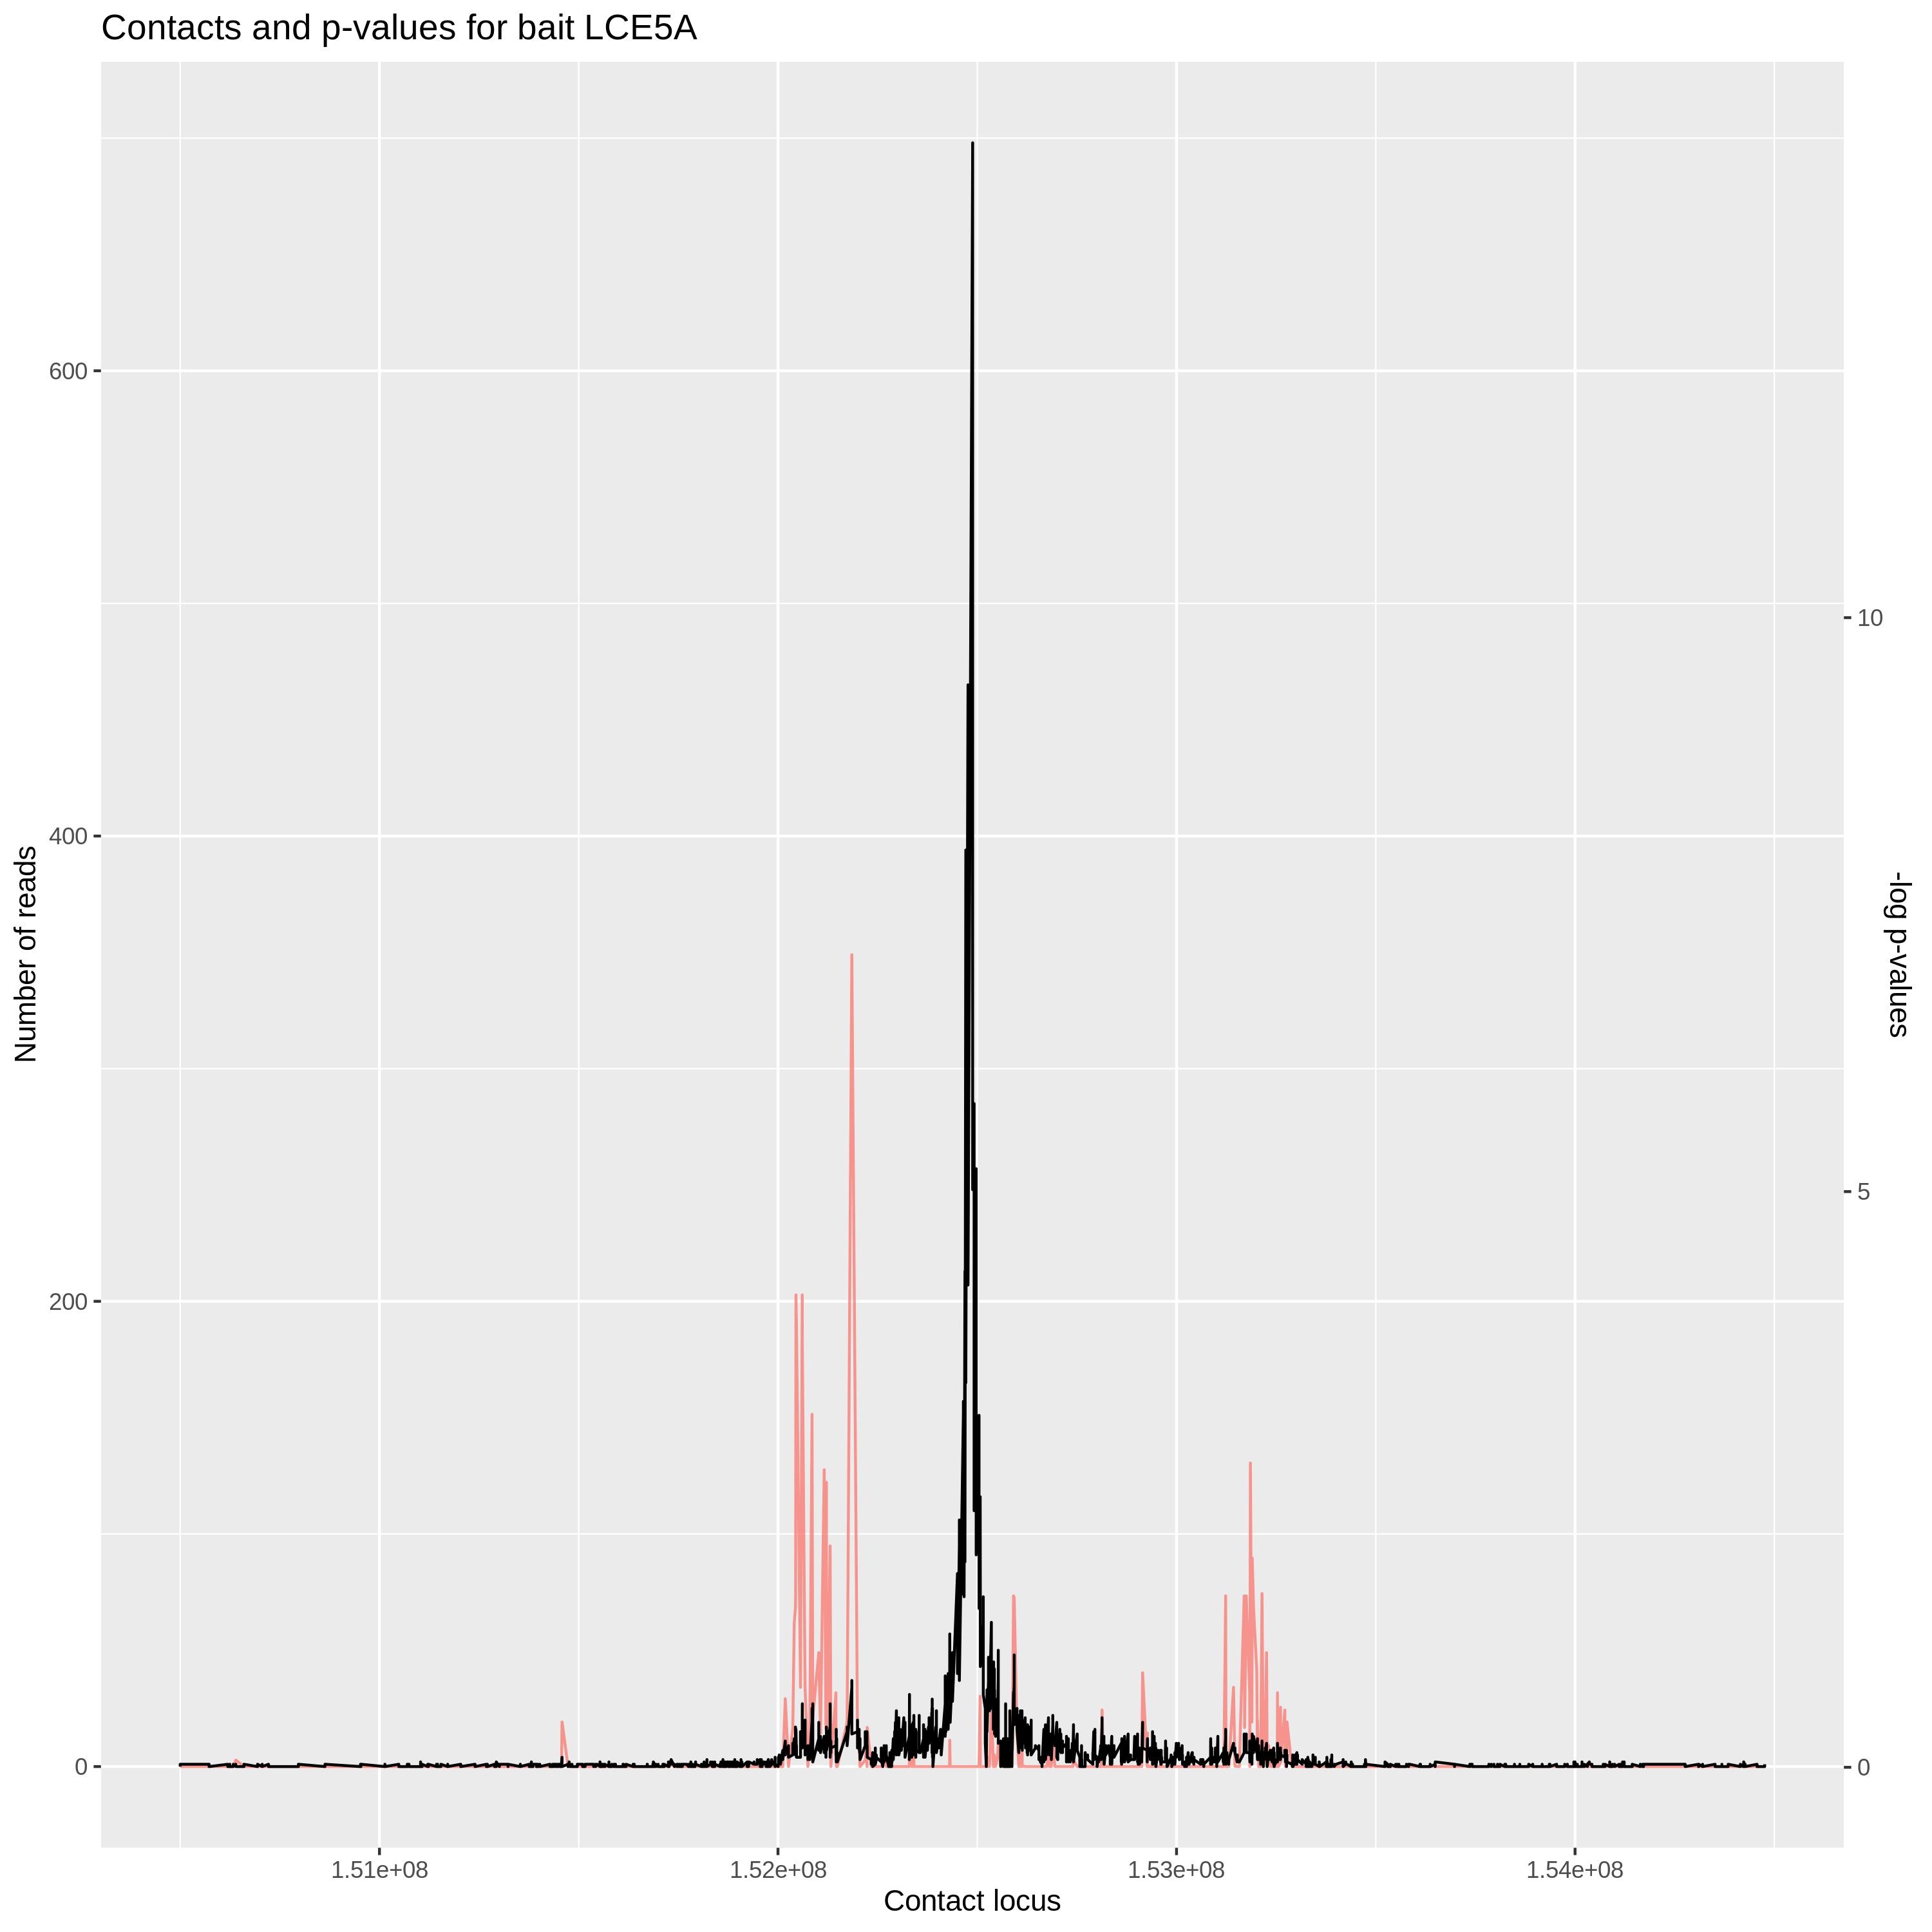 Contacts and p-values for bait LCE5A
Number of reads
600
400
200
0
10
5
0
-log p-values
1.51e+08
1.52e+08
1.53e+08
1.54e+08
Contact locus